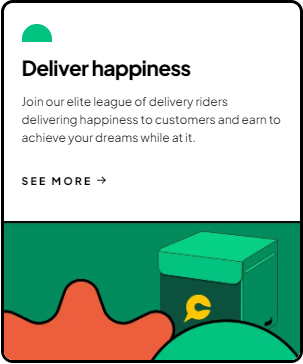 Deliver happiness
Join our elite league of delivery riders
delivering happiness to customers and earn to
achieve your dreams while at it.
SEE MORE →